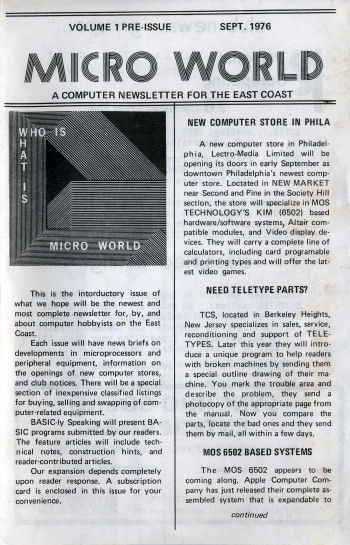 VOLUME 1 PRE-ISSUE SEPT. 1976
MICRO WORLD
A COMPUTER NEWSLETTER FOR THE EAST COAST
WHO IS
WHAT IS
MICRO WORLD
This is the intorductory issue of
what we hope will be the newest and
most complete newsletter for, by, and
about computer hobbyists on the East
Coast.
Each issue will have news briefs on
developments in microprocessors and
peripheral equipment, information on
the openings of new computer stores,
and club notices. There will be a special
section of inexpensive classified listings
for buying, selling and swapping of com-
puter-related equipment.
BASIC-ly Speaking will present BA-
SIC programs submitted by our readers.
The feature articles will include tech-
nical notes, construction hints, and
reader-contributed articles.
Our expansion depends completely
upon reader response. A subscription
card is enclosed in this issue for your
convenience.
NEW COMPUTER STORE IN PHILA
A new computer store in Philadel-
phia, Lectro-Media Limited will be
opening its doors in early September as
downtown Philadelphia's newest comp-
uter store. Loctated in NEW MARKET
near Second and Pine in the Society Hill
section, the store will specialize in MOS
TECHNOLOGY'S KIM (6502) based
hardware/software systems, Altair com-
patible modules, and Video display de-
vices. They will carry a complete line of
calculators, including card programable
and printing types and will offer the lat-
est video games.
NEED TELETYPE PARTS?
TCS, located in Berkeley Heights,
New Jersey specializes in sales, service,
reconditioning and support of TELE-
TYPES. Later this year they will intro-
duce a unique program to help readers
with broken machines by sending them
a special outline drawing of their ma-
chine. You mark the trouble area and
describe the problem, they send a
photocopy of the appropriate page from
the manual. Now you compare the
parts, locate the bad ones and they send
them by mail, all within a few days.
MOS 6502 BASED SYSTEMS
The MOS 6502 appears to be
coming along. Apple Computer Com-
pany has just released their complete as-
sembled system that is expandable to
continued